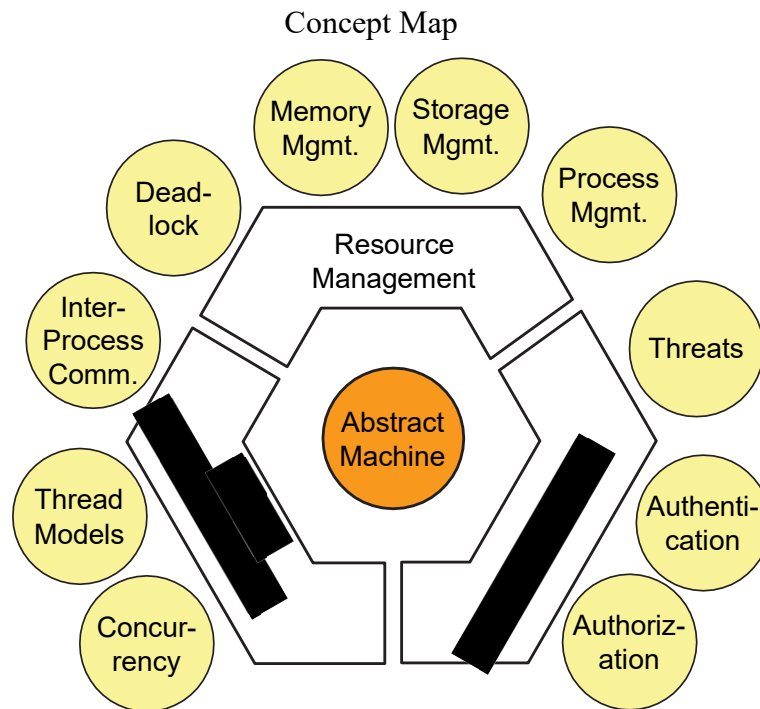 Concept Map
Memory
Mgmt.
Storage
Mgmt.
Process
Mgmt.
Dead-
lock
Resource
Management
Inter-
Process
Comm.
Threats
Abstract
Machine
Thread
Models
Authenti-
cation
Concur-
rency
Authoriz-
ation